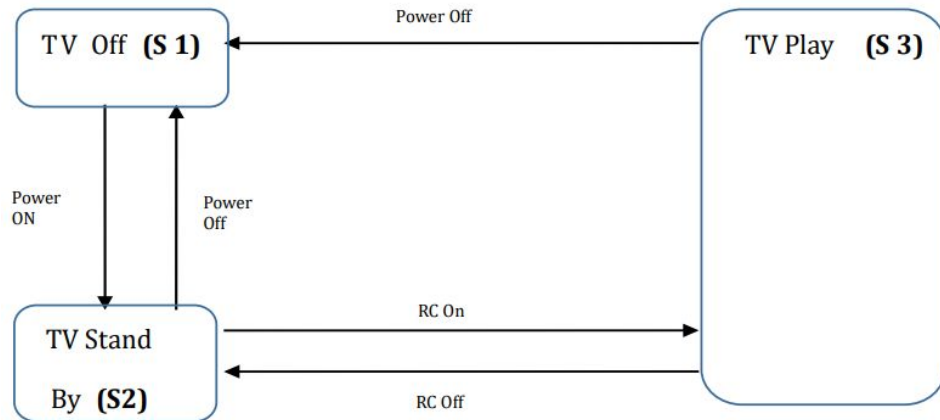 Power Off
TV Off (S 1)
TV Play (S 3)
Power
ON
Power
Off
RC On
TV Stand
By (S2)
RC Off